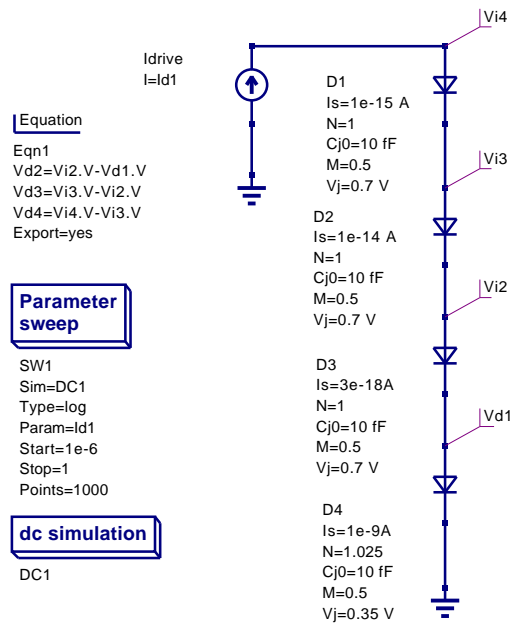 Vi4
Idrive
I=Id1
D1
Is=1e-15 A
N=1
Cj0=10 fF
M=0.5
Vj=0.7 V
Equation
Eqn1
Vd2=Vi2.V-Vd1.V
Vd3=Vi3.V-Vi2.V
Vd4=Vi4.V-Vi3.V
Export=yes
Vi3
D2
Is=1e-14 A
N=1
Cj0=10 fF
M=0.5
Vj=0.7 V
Vi2
Parameter
sweep
SW1
Sim=DC1
Type=log
Param=Id1
Start=1e-6
Stop=1
Points=1000
D3
Is=3e-18A
N=1
Cj0=10 fF
M=0.5
Vj=0.7 V
Vd1
dc simulation
DC1
D4
Is=1e-9A
N=1.025
Cj0=10 fF
M=0.5
Vj=0.35 V